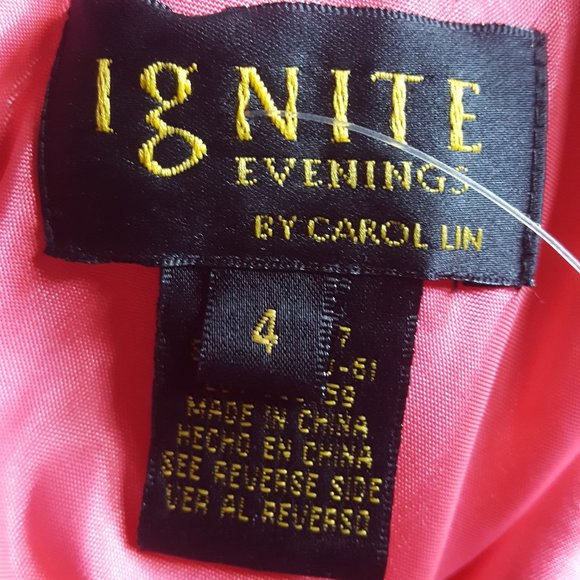 IgNITE
EVENINGS
BY CAROL LIN
4
MADE IN CHINA
HECHO EN CHINA
SEE REVERSE SIDE
VER AL REVERSO